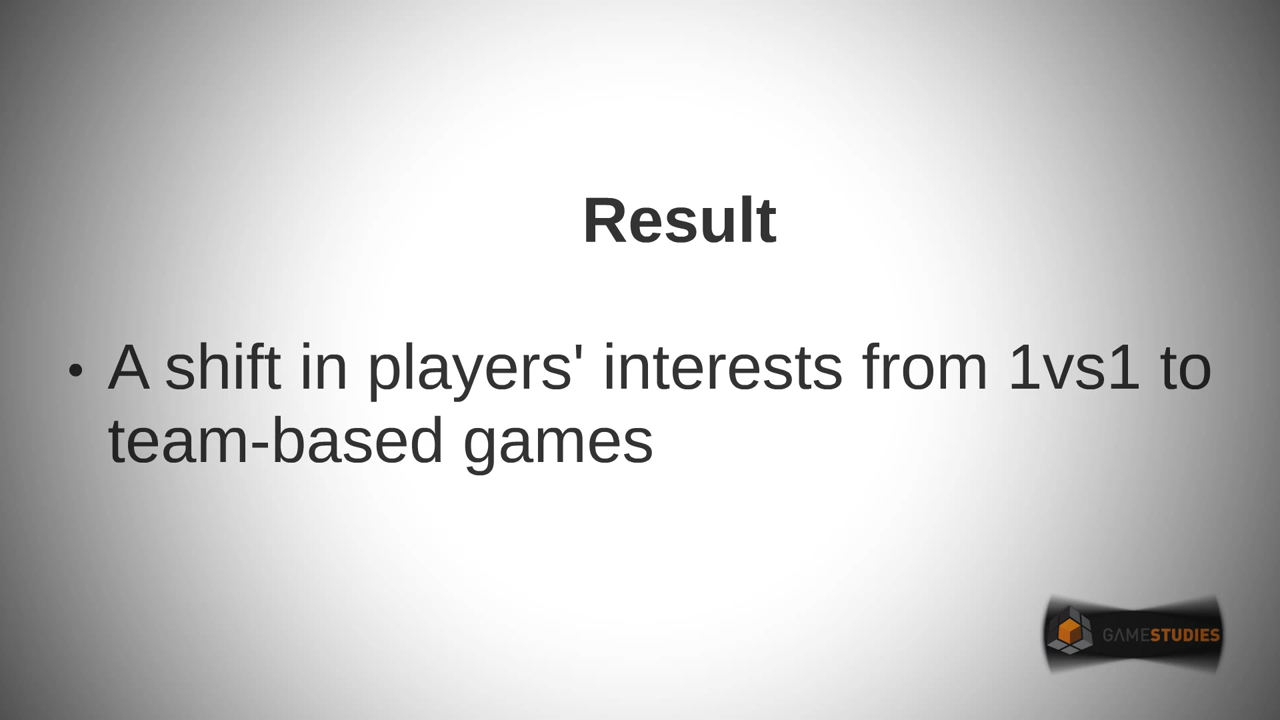 Result
• A shift in players' interests from 1vs1 to
team-based games
GAMESTUDIES